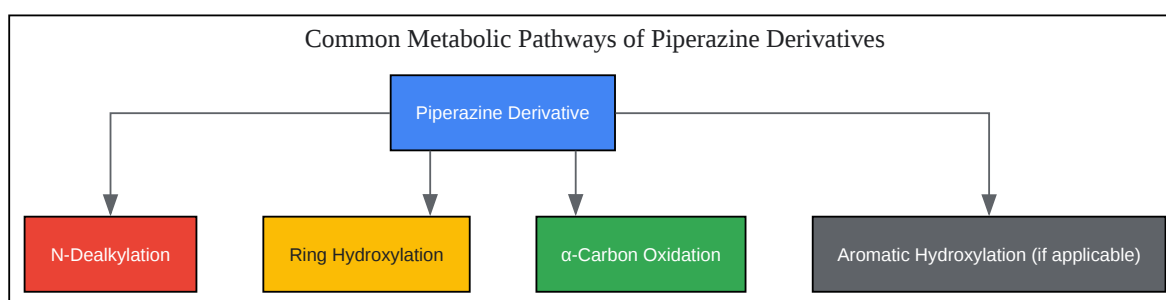 Common Metabolic Pathways of Piperazine Derivatives
Piperazine Derivative
N-Dealkylation
Ring Hydroxylation
α-Carbon Oxidation
Aromatic Hydroxylation (if applicable)